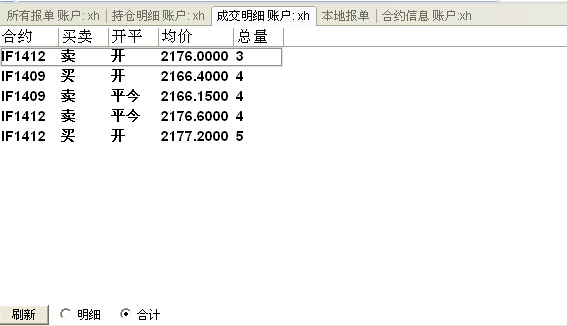 所有报单 账户: xh 持仓明细 账户: xh 成交明细 账户: xh 本地报单 合约信息 账户:xh
合约 买卖 开平 均价 总量
IF1412 卖 开 2176.0000 3
IF1409 买 开 2166.4000 4
IF1409 卖 平今 2166.1500 4
IF1412 卖 平今 2176.6000 4
IF1412 买 开 2177.2000 5
刷新 明细 合计